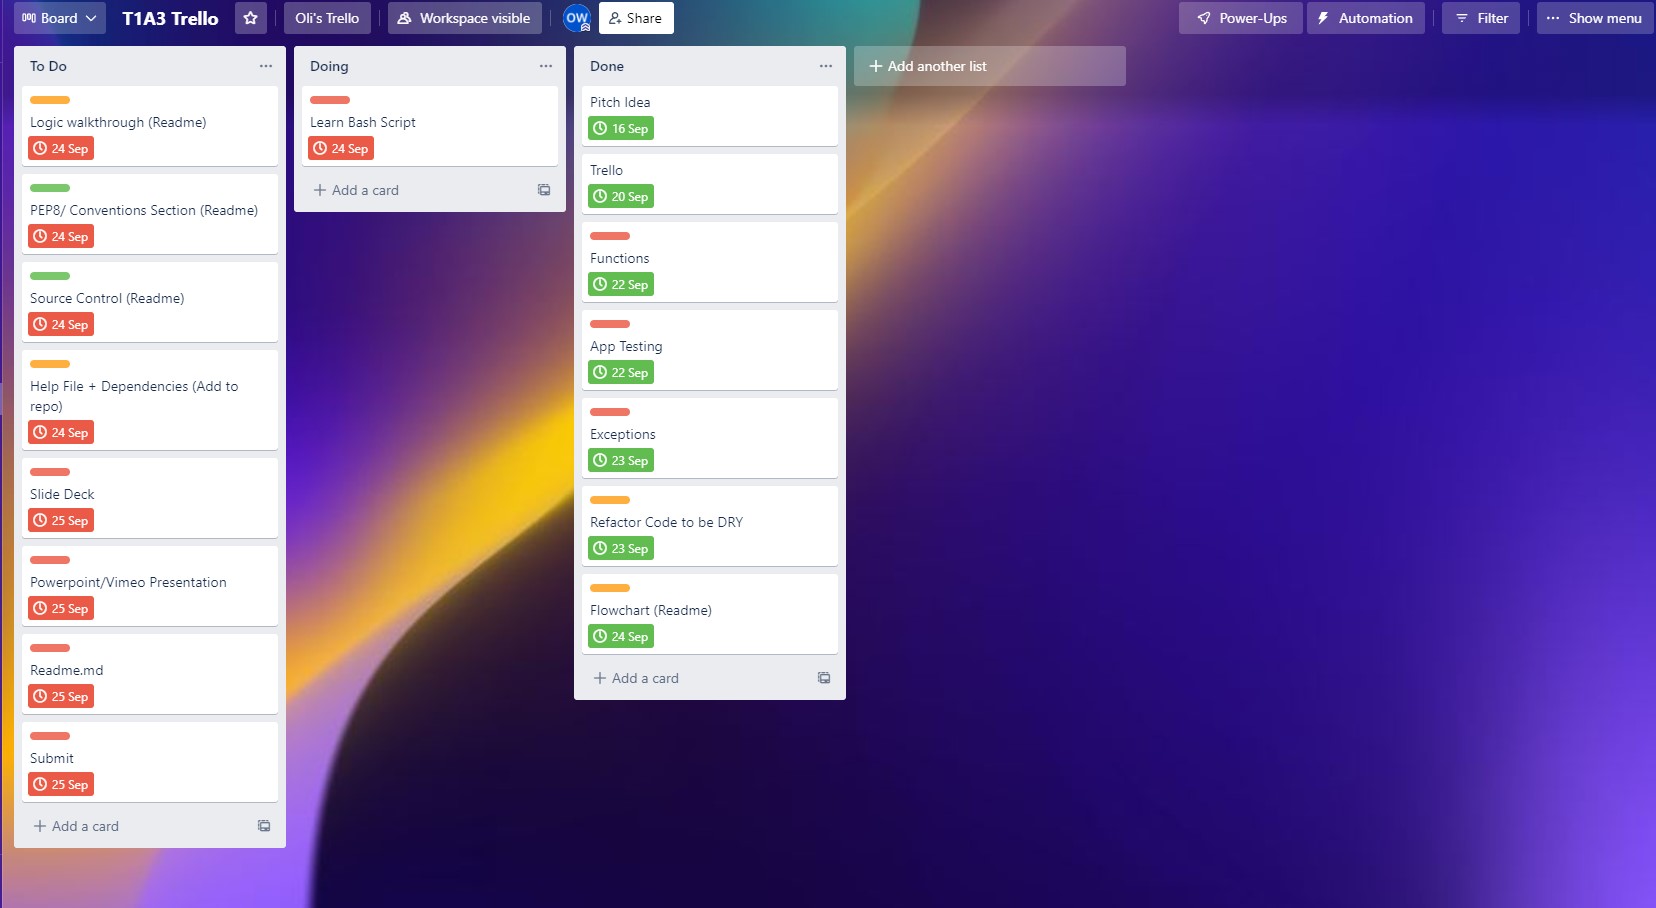 Board
T1A3 Trello
Oli's Trello
Workspace visible
OW
Share
Power-Ups
Automation
Filter
Show menu
To Do
Logic walkthrough (Readme)
24 Sep
PEP8/ Conventions Section (Readme)
24 Sep
Source Control (Readme)
24 Sep
Help File + Dependencies (Add to
repo)
24 Sep
Slide Deck
25 Sep
Powerpoint/Vimeo Presentation
25 Sep
Readme.md
25 Sep
Submit
25 Sep
+ Add a card
Doing
Learn Bash Script
24 Sep
+ Add a card
Done
Pitch Idea
16 Sep
Trello
20 Sep
Functions
22 Sep
App Testing
22 Sep
Exceptions
23 Sep
Refactor Code to be DRY
23 Sep
Flowchart (Readme)
24 Sep
+ Add a card
+ Add another list